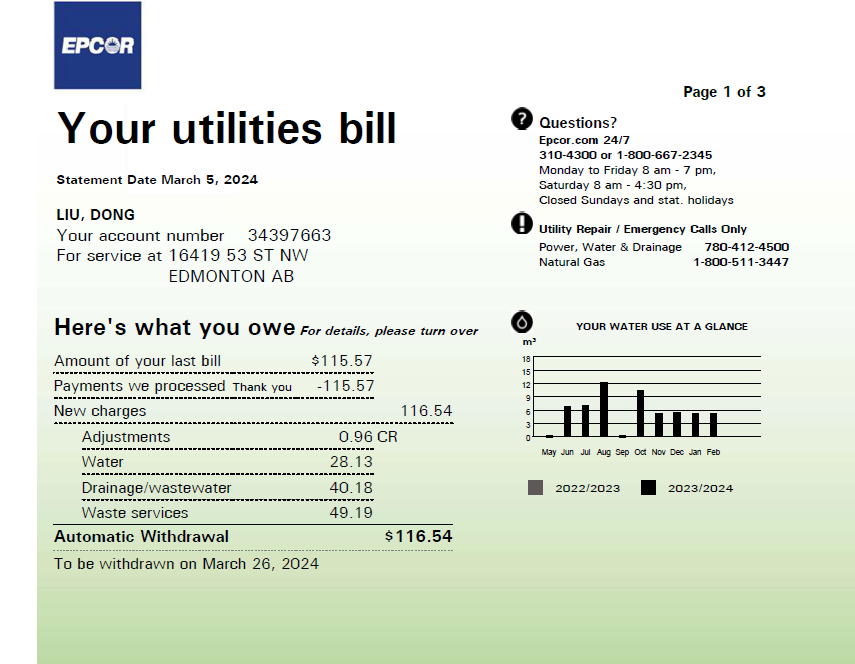 EPCOR
Page 1 of 3
Your utilities bill
Statement Date March 5, 2024
LIU, DONG
Your account number 34397663
For service at 16419 53 ST NW
EDMONTON AB
Questions?
Epcor.com 24/7
310-4300 or 1-800-667-2345
Monday to Friday 8 am - 7 pm,
Saturday 8 am - 4:30 pm,
Closed Sundays and stat. holidays
Utility Repair / Emergency Calls Only
Power, Water & Drainage 780-412-4500
Natural Gas 1-800-511-3447
Here's what you owe For details, please turn over
Amount of your last bill $115.57
Payments we processed Thank you -115.57
New charges 116.54
Adjustments 0.96 CR
Water 28.13
Drainage/wastewater 40.18
Waste services 49.19
Automatic Withdrawal $116.54
To be withdrawn on March 26, 2024
YOUR WATER USE AT A GLANCE
m³
18
15
12
9
6
3
0
May Jun Jul Aug Sep Oct Nov Dec Jan Feb
2022/2023 2023/2024